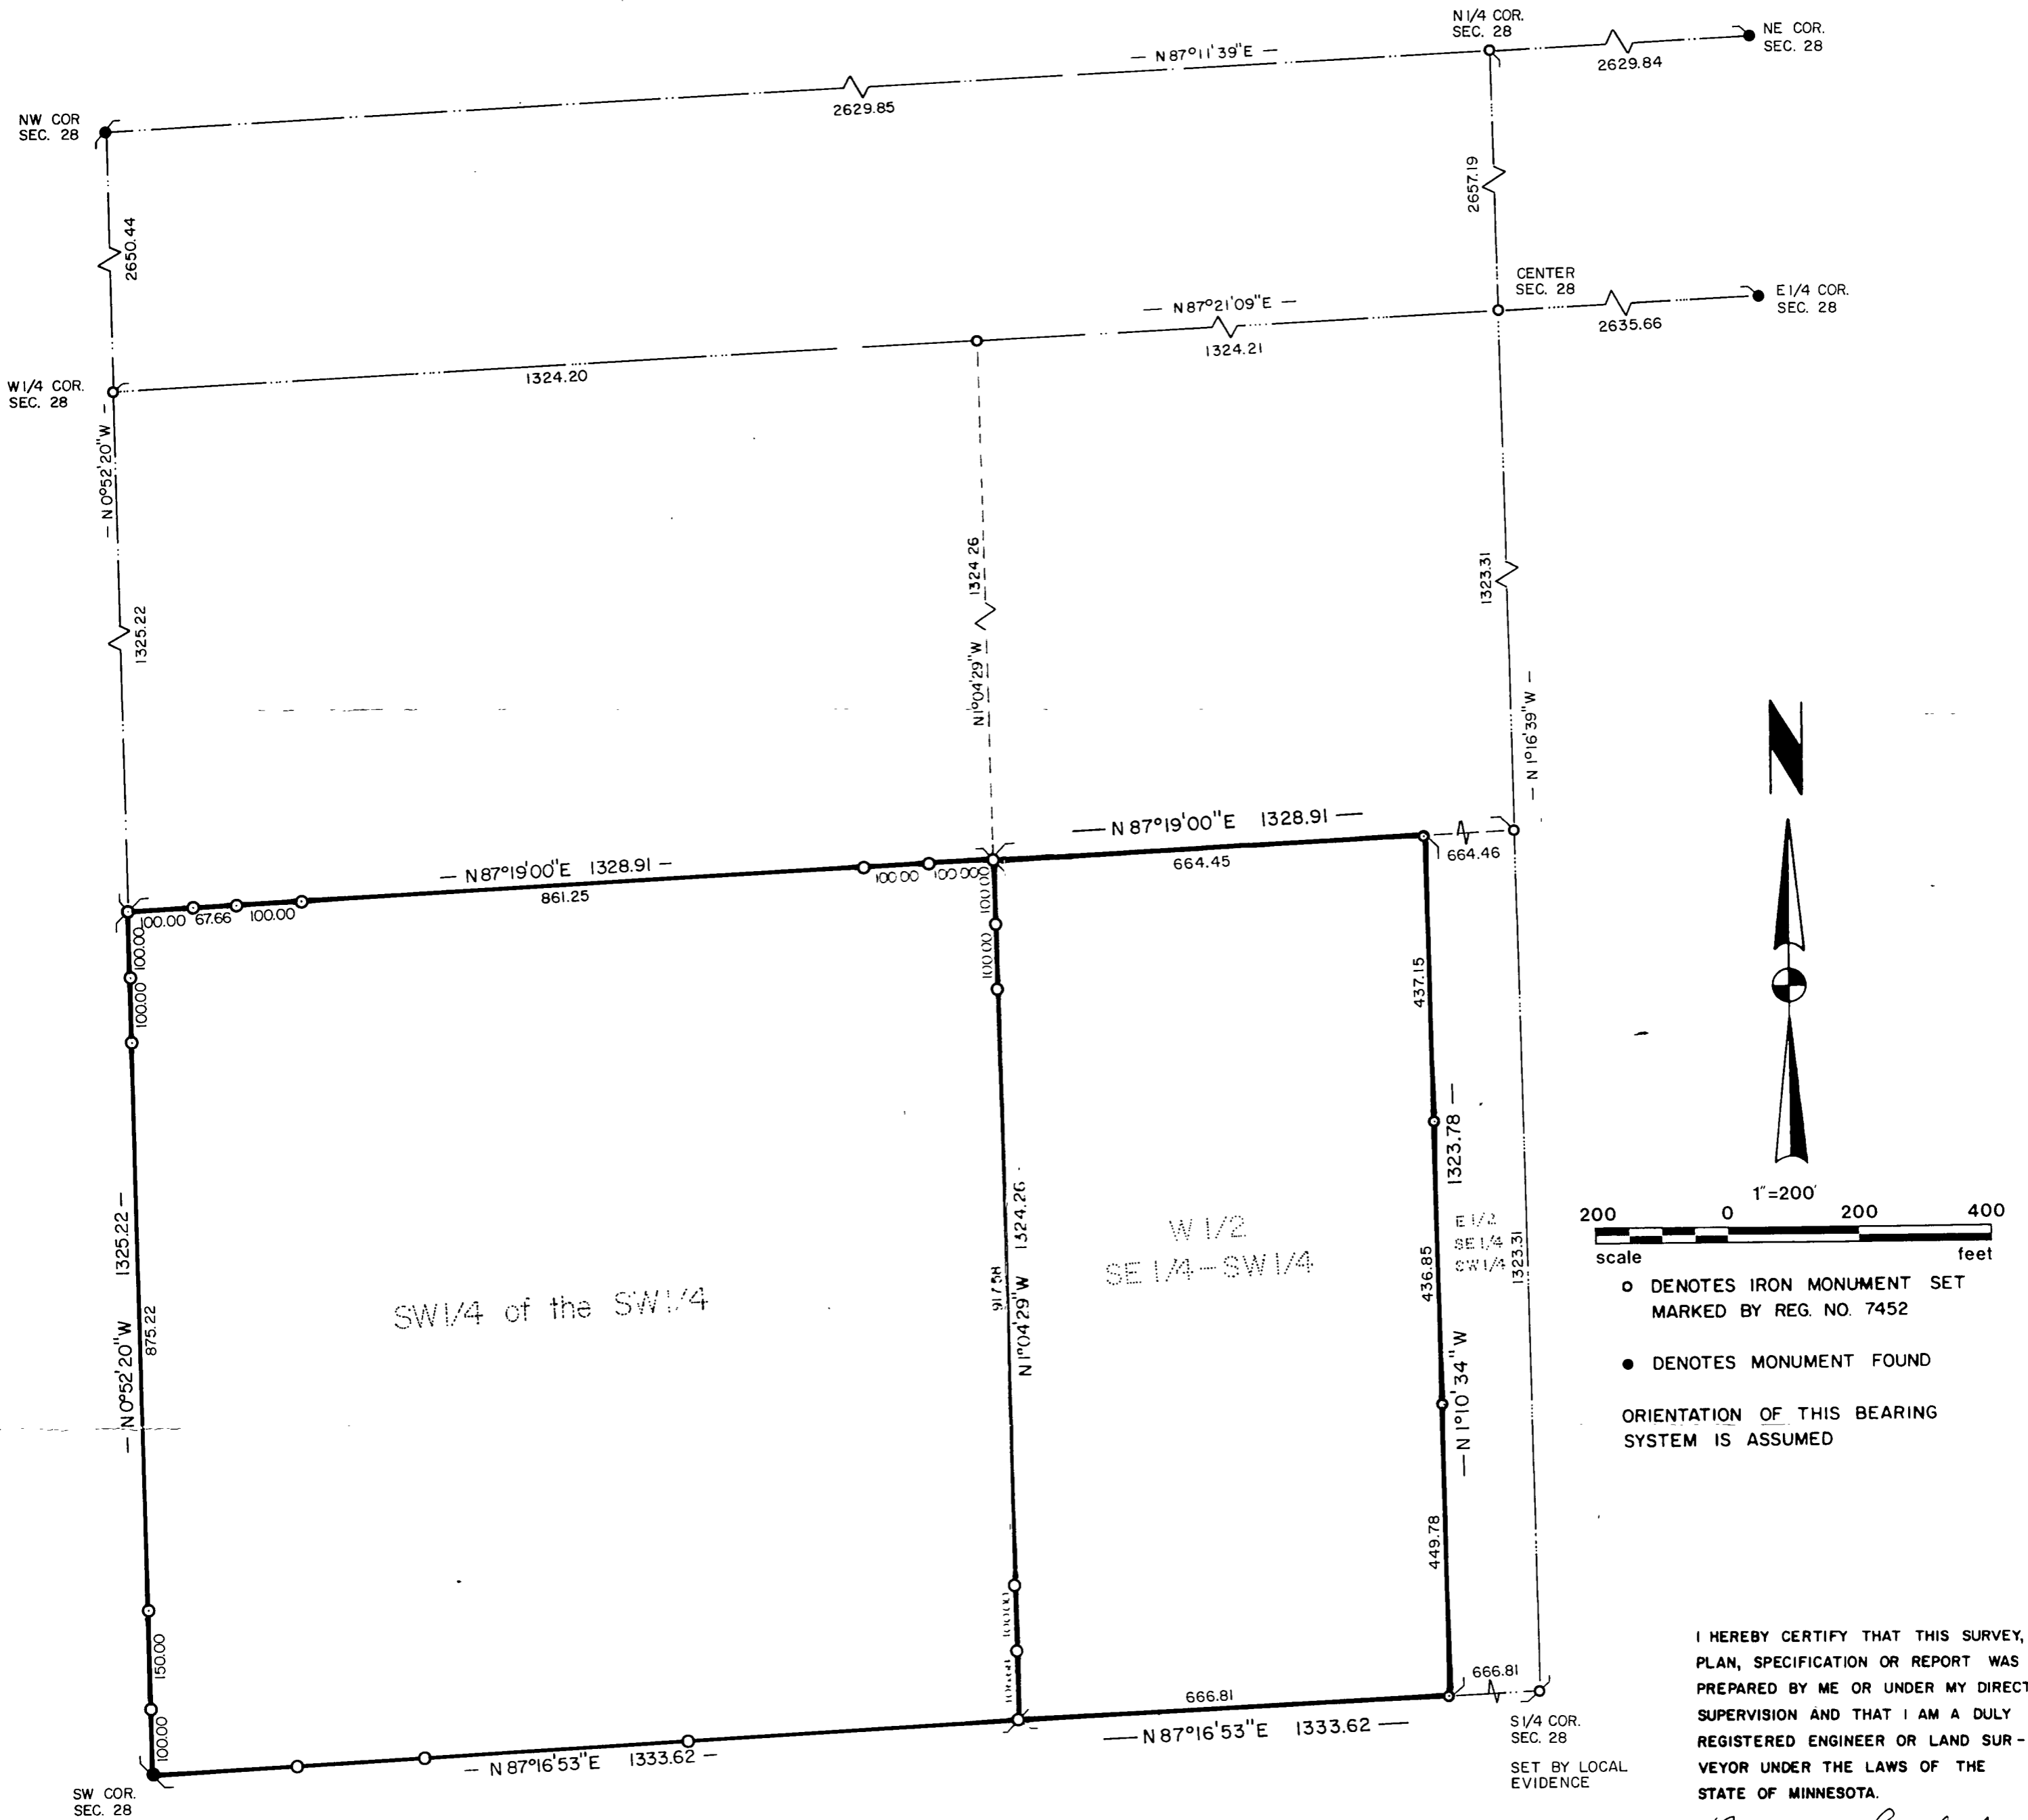 N 1/4 COR.
SEC. 28
NE COR.
SEC. 28
— N 87°11'39"E —
2629.84
2629.85
NW COR
SEC. 28
2657.19
2650.44
CENTER
SEC. 28
E 1/4 COR.
SEC. 28
— N 87°21'09"E —
2635.66
1324.21
1324.20
W 1/4 COR.
SEC. 28
— N 0°52'20"W —
1324 26
1323.31
1325.22
N 1°04'29"W
— N 1°16'39"W —
— N 87°19'00"E 1328.91 —
664.46
664.45
— N 87°19'00"E 1328.91 —
861.25
100.00 100.00
100.00 67.66 100.00
100.00
100.00
100.00
100.00
437.15
1323.78 —
1"=200'
200 0 200 400
scale feet
W 1/2
SE 1/4 - SW 1/4
E 1/2
SE 1/4
SW 1/4
1323.31
436.85
1325.22 —
875.22
— N 0°52'20"W
SW 1/4 of the SW 1/4
917.58
N 1°04'29"W 1324.26
O DENOTES IRON MONUMENT SET
MARKED BY REG. NO. 7452
● DENOTES MONUMENT FOUND
ORIENTATION OF THIS BEARING
SYSTEM IS ASSUMED
— N 1°10'34"W
449.78
150.00
100.00
100.00
666.81
666.81
— N 87°16'53"E 1333.62 —
— N 87°16'53"E 1333.62 —
SW COR.
SEC. 28
S 1/4 COR.
SEC. 28
SET BY LOCAL
EVIDENCE
I HEREBY CERTIFY THAT THIS SURVEY,
PLAN, SPECIFICATION OR REPORT WAS
PREPARED BY ME OR UNDER MY DIRECT
SUPERVISION AND THAT I AM A DULY
REGISTERED ENGINEER OR LAND SUR-
VEYOR UNDER THE LAWS OF THE
STATE OF MINNESOTA.